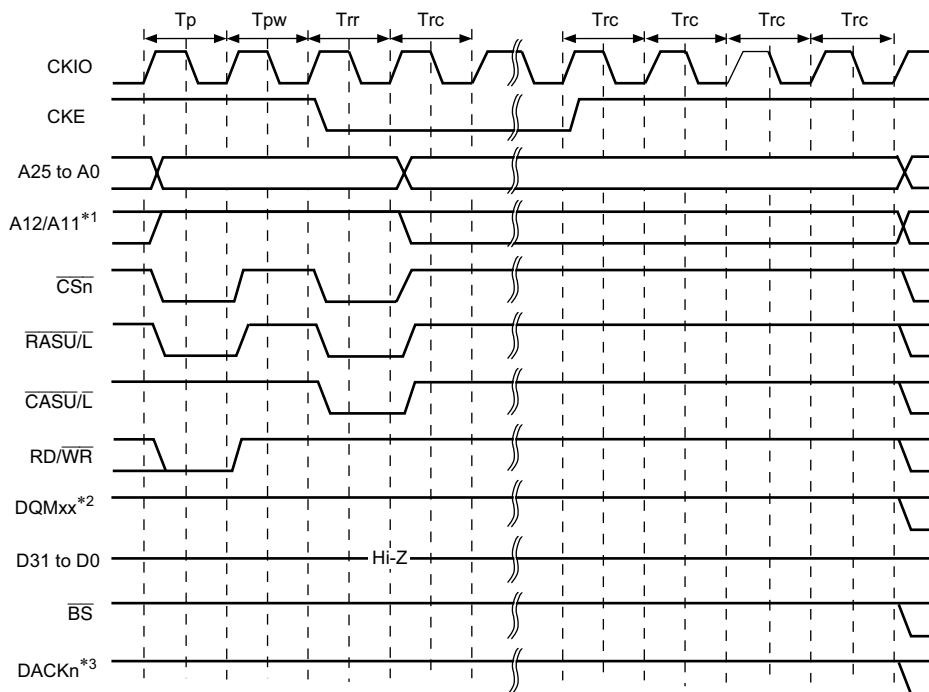 Tp Tpw Trr Trc Trc Trc Trc Trc
CKIO
CKE
A25 to A0
A12/A11*1
CSn
RASU/L
CASU/L
RD/WR
DQMxx*2
Hi-Z
D31 to D0
BS
DACKn*3